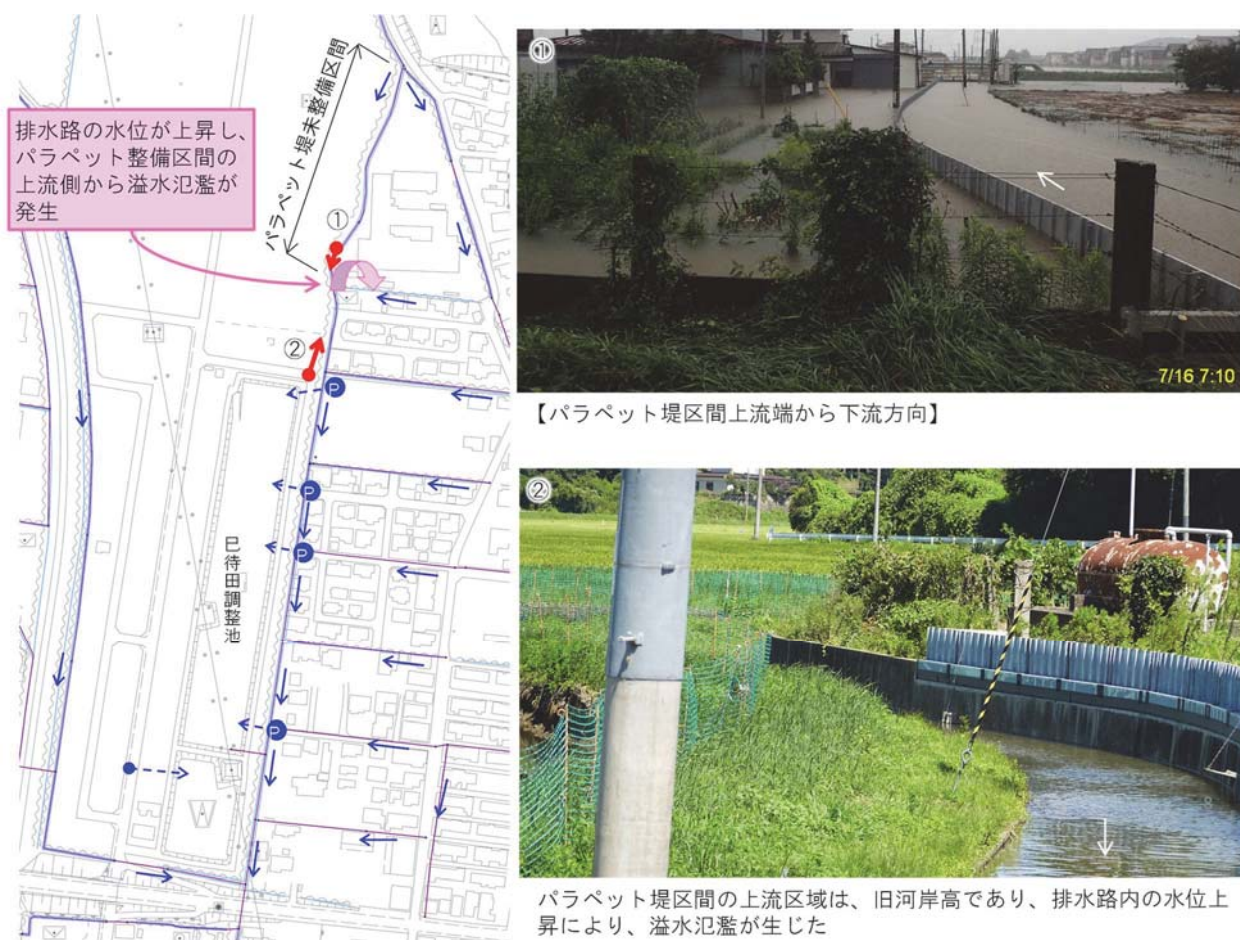 排水路の水位が上昇し、
パラペット整備区間の
上流側から溢水氾濫が
発生
パラペット堤未整備区間
①
②
P
P
P
P
巳待田調整池
①
7/16 7:10
【パラペット堤区間上流端から下流方向】
②
パラペット堤区間の上流区域は、旧河岸高であり、排水路内の水位上
昇により、溢水氾濫が生じた